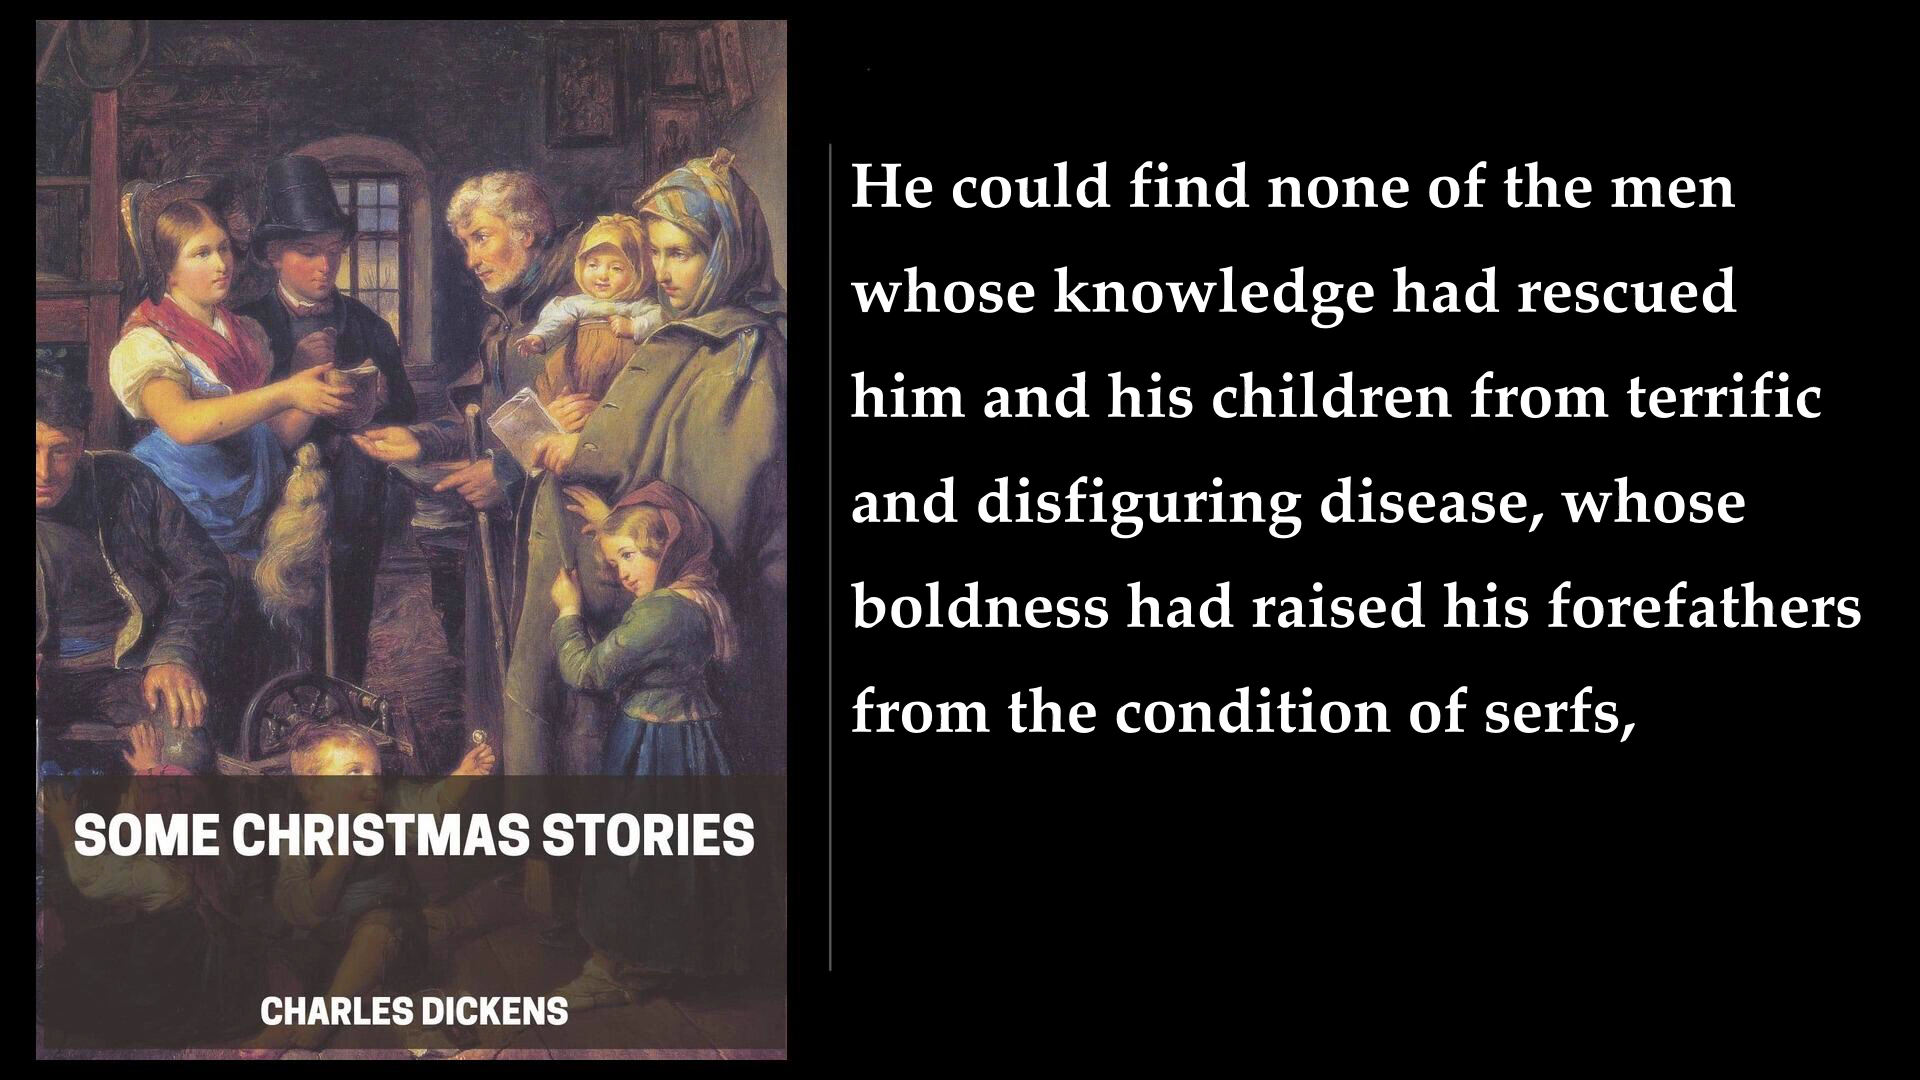 He could find none of the men
whose knowledge had rescued
him and his children from terrific
and disfiguring disease, whose
boldness had raised his forefathers
from the condition of serfs,
SOME CHRISTMAS STORIES
CHARLES DICKENS